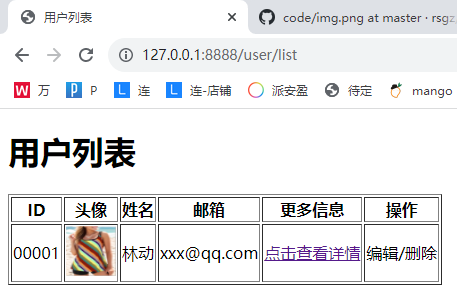 用户列表
code/img.png at master · rsgz
127.0.0.1:8888/user/list
万 P 连 连-店铺 派安盈 待定 mango
用户列表
ID 头像 姓名 邮箱 更多信息 操作
00001 林动 xxx@qq.com 点击查看详情 编辑/删除